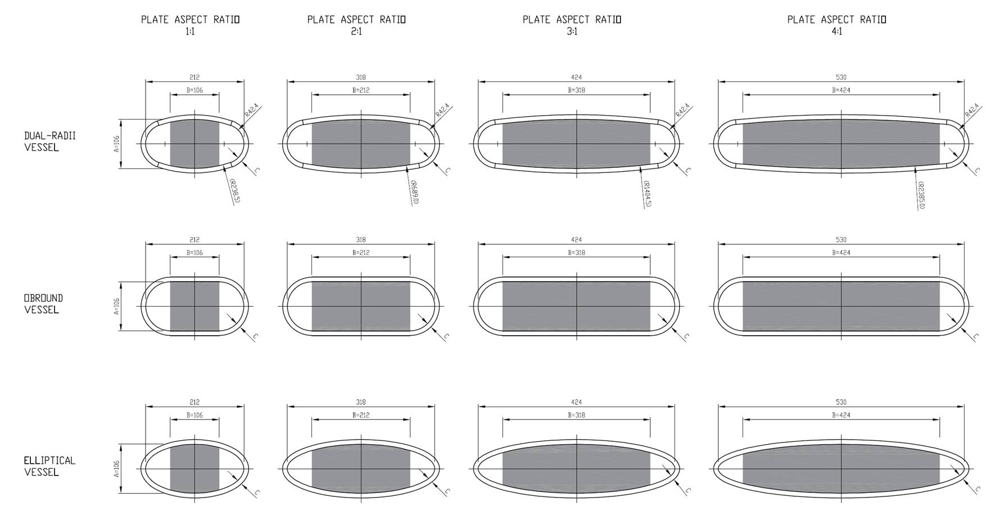 PLATE ASPECT RATIO
1:1
PLATE ASPECT RATIO
2:1
PLATE ASPECT RATIO
3:1
PLATE ASPECT RATIO
4:1
DUAL-RADII
VESSEL
212
B=106
A=106
R42.4
C
(R238.5)
318
B=212
R42.4
C
(R689.0)
424
B=318
R42.4
C
(R1404.5)
530
B=424
R42.4
C
(R2385.0)
OBROUND
VESSEL
212
B=106
A=106
C
318
B=212
C
424
B=318
C
530
B=424
C
ELLIPTICAL
VESSEL
212
B=106
A=106
C
318
B=212
C
424
B=318
C
530
B=424
C